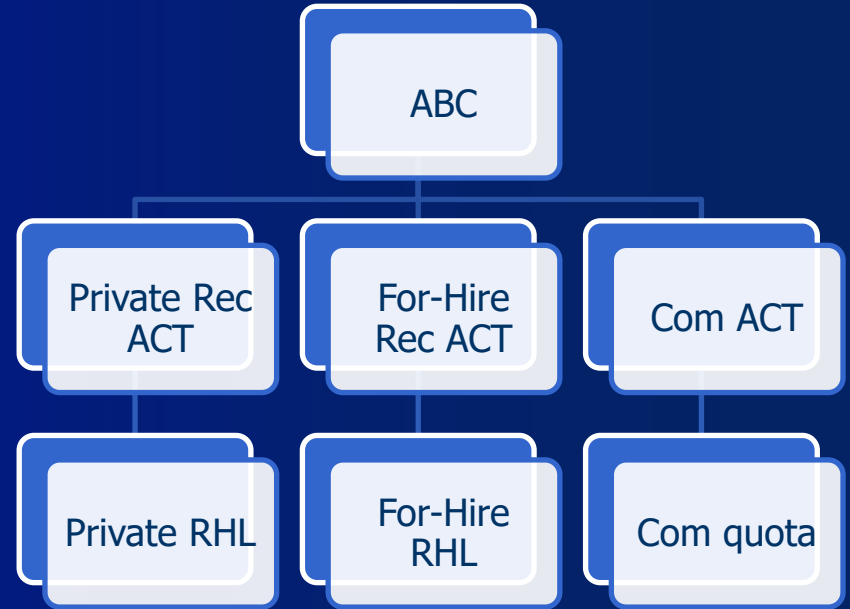 ABC
Private Rec
ACT
For-Hire
Rec ACT
Com ACT
Private RHL
For-Hire
RHL
Com quota